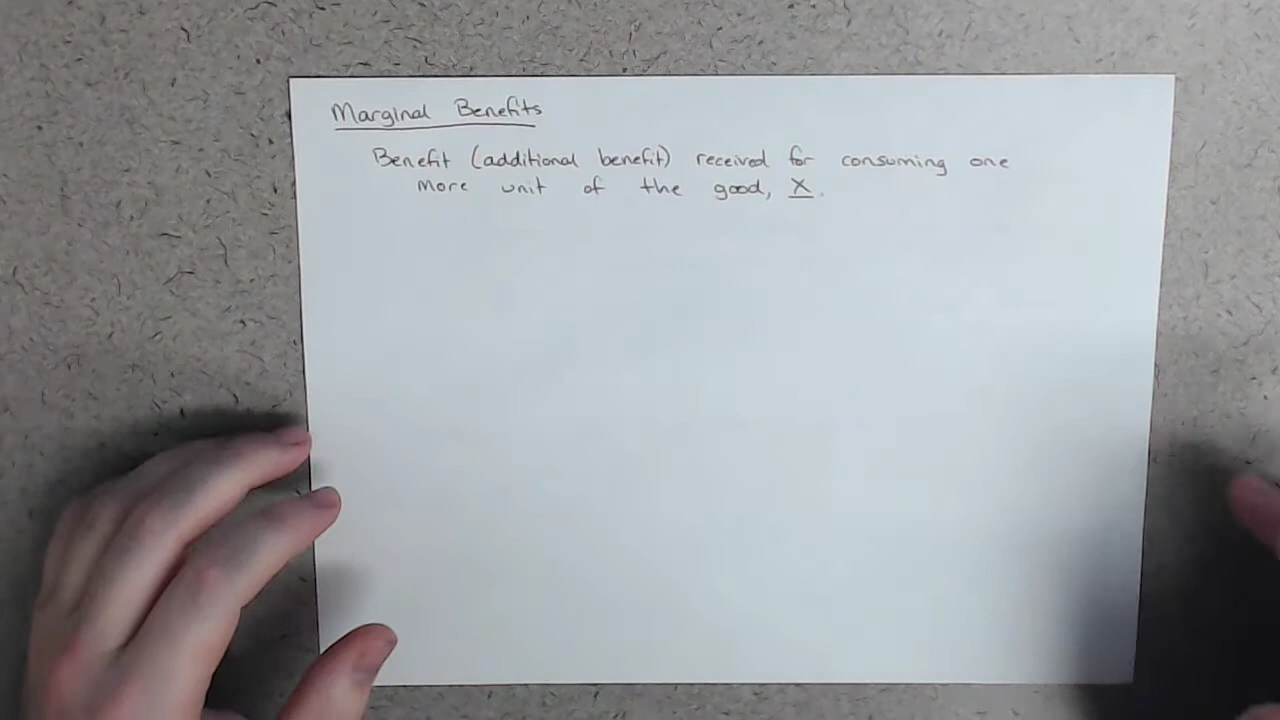 Marginal Benefits
Benefit (additional benefit) received for consuming one
more unit of the good, X.